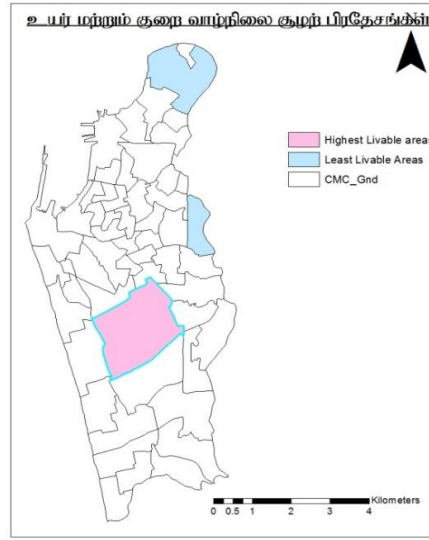 உயர் மற்றும் குறை வாழ்நிலை சூழற் பிரதேசங்கள்
Highest Livable areas
Least Livable Areas
CMC_Gnd
Kilometers
0 0.5 1 2 3 4